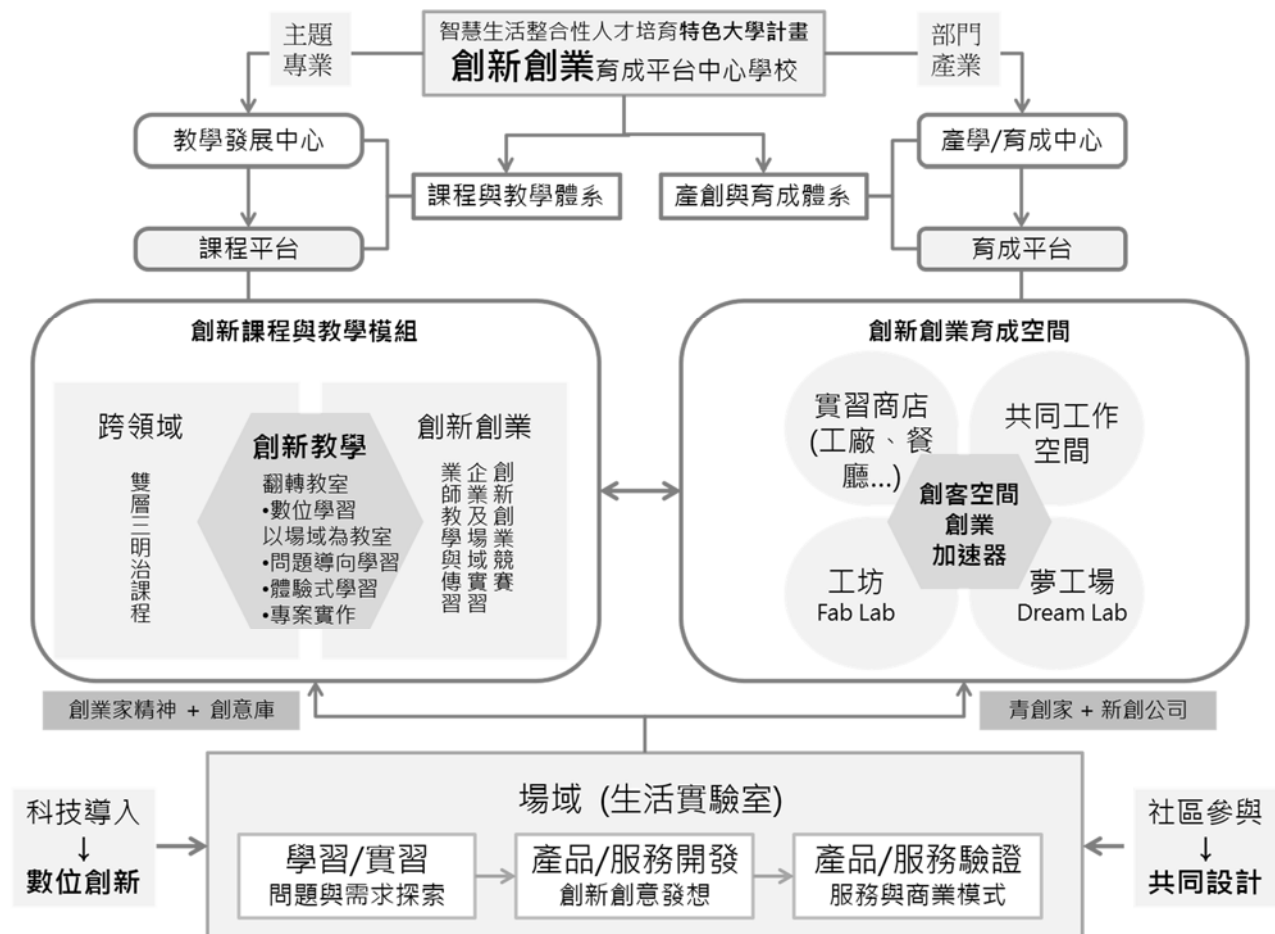 智慧生活整合性人才培育特色大學計畫
創新創業育成平台中心學校
主題
專業
部門
產業
教學發展中心
產學/育成中心
課程與教學體系
產創與育成體系
課程平台
育成平台
創新課程與教學模組
跨領域
雙層三明治課程
創新教學
翻轉教室
•數位學習
以場域為教室
•問題導向學習
•體驗式學習
•專案實作
創新創業
創新創業競賽
企業及場域實習
業師教學與傳習
創新創業育成空間
實習商店
(工廠、餐
廳...)
共同工作
空間
創客空間
創業
加速器
工坊
Fab Lab
夢工場
Dream Lab
創業家精神 + 創意庫
青創家 + 新創公司
場域 (生活實驗室)
科技導入
↓
數位創新
學習/實習
問題與需求探索
產品/服務開發
創新創意發想
產品/服務驗證
服務與商業模式
社區參與
↓
共同設計